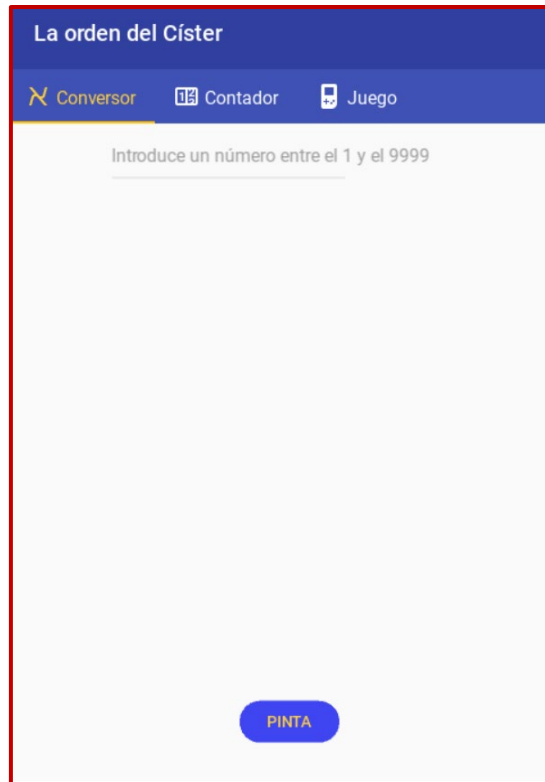 La orden del Císter
Conversor Contador Juego
Introduce un número entre el 1 y el 9999
PINTA